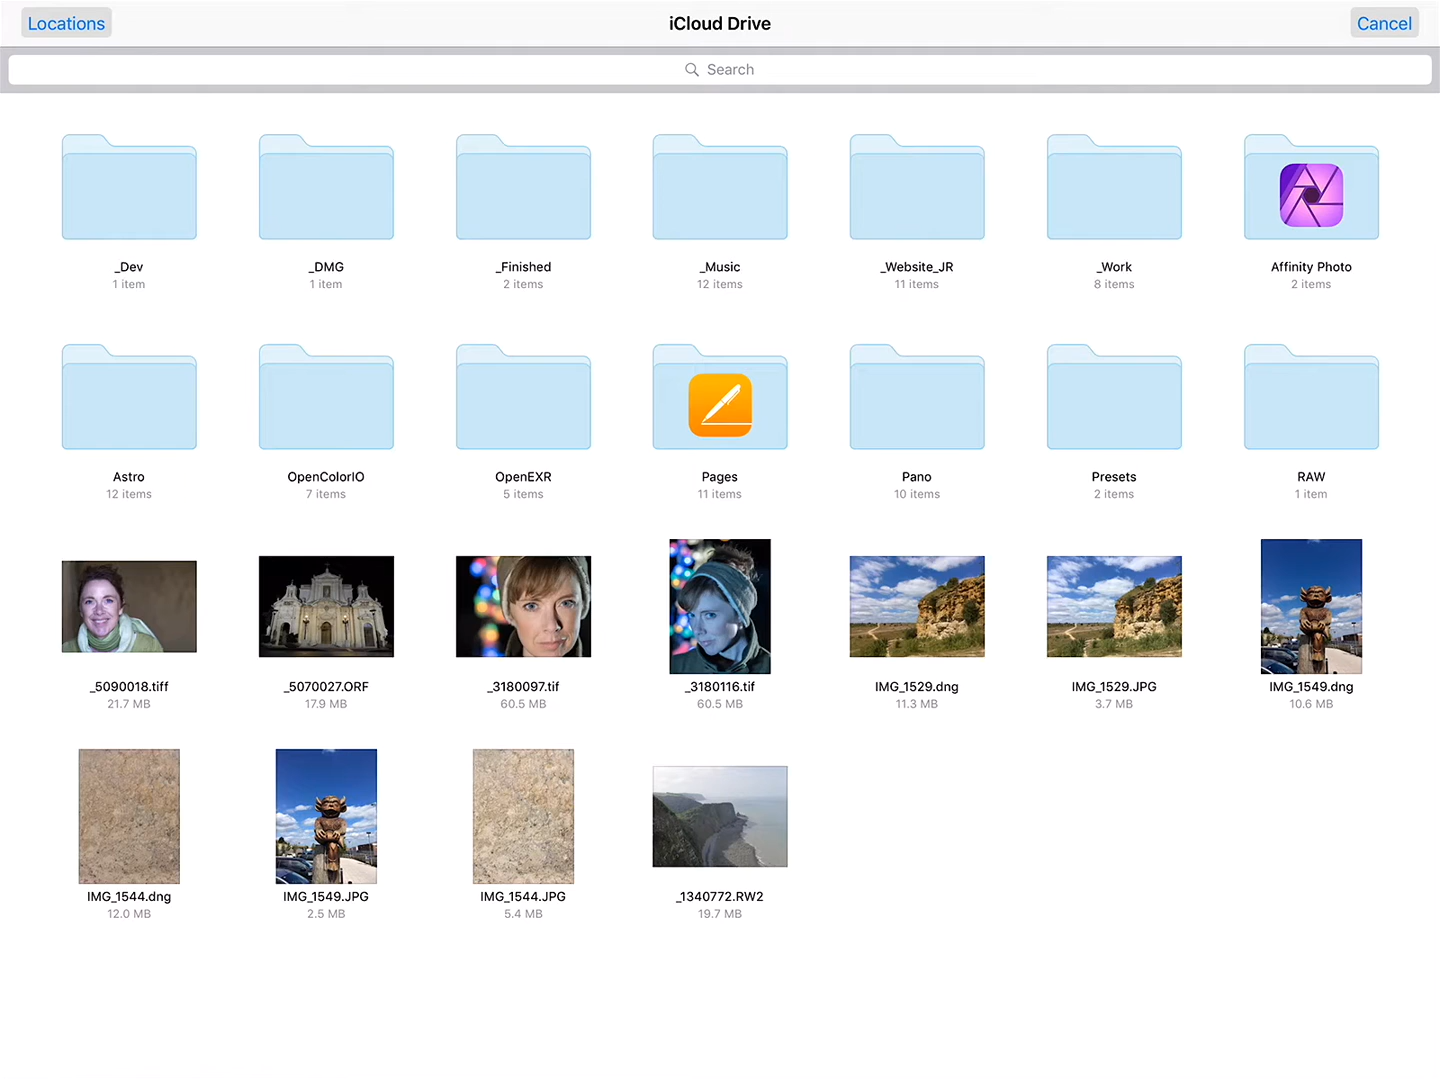 Locations
iCloud Drive
Cancel
Search
_Dev
1 item
_DMG
1 item
_Finished
2 items
_Music
12 items
_Website_JR
11 items
_Work
8 items
Affinity Photo
2 items
Astro
12 items
OpenColorIO
7 items
OpenEXR
5 items
Pages
11 items
Pano
10 items
Presets
2 items
RAW
1 item
_5090018.tiff
21.7 MB
_5070027.ORF
17.9 MB
_3180097.tif
60.5 MB
_3180116.tif
60.5 MB
IMG_1529.dng
11.3 MB
IMG_1529.JPG
3.7 MB
IMG_1549.dng
10.6 MB
IMG_1544.dng
12.0 MB
IMG_1549.JPG
2.5 MB
IMG_1544.JPG
5.4 MB
_1340772.RW2
19.7 MB